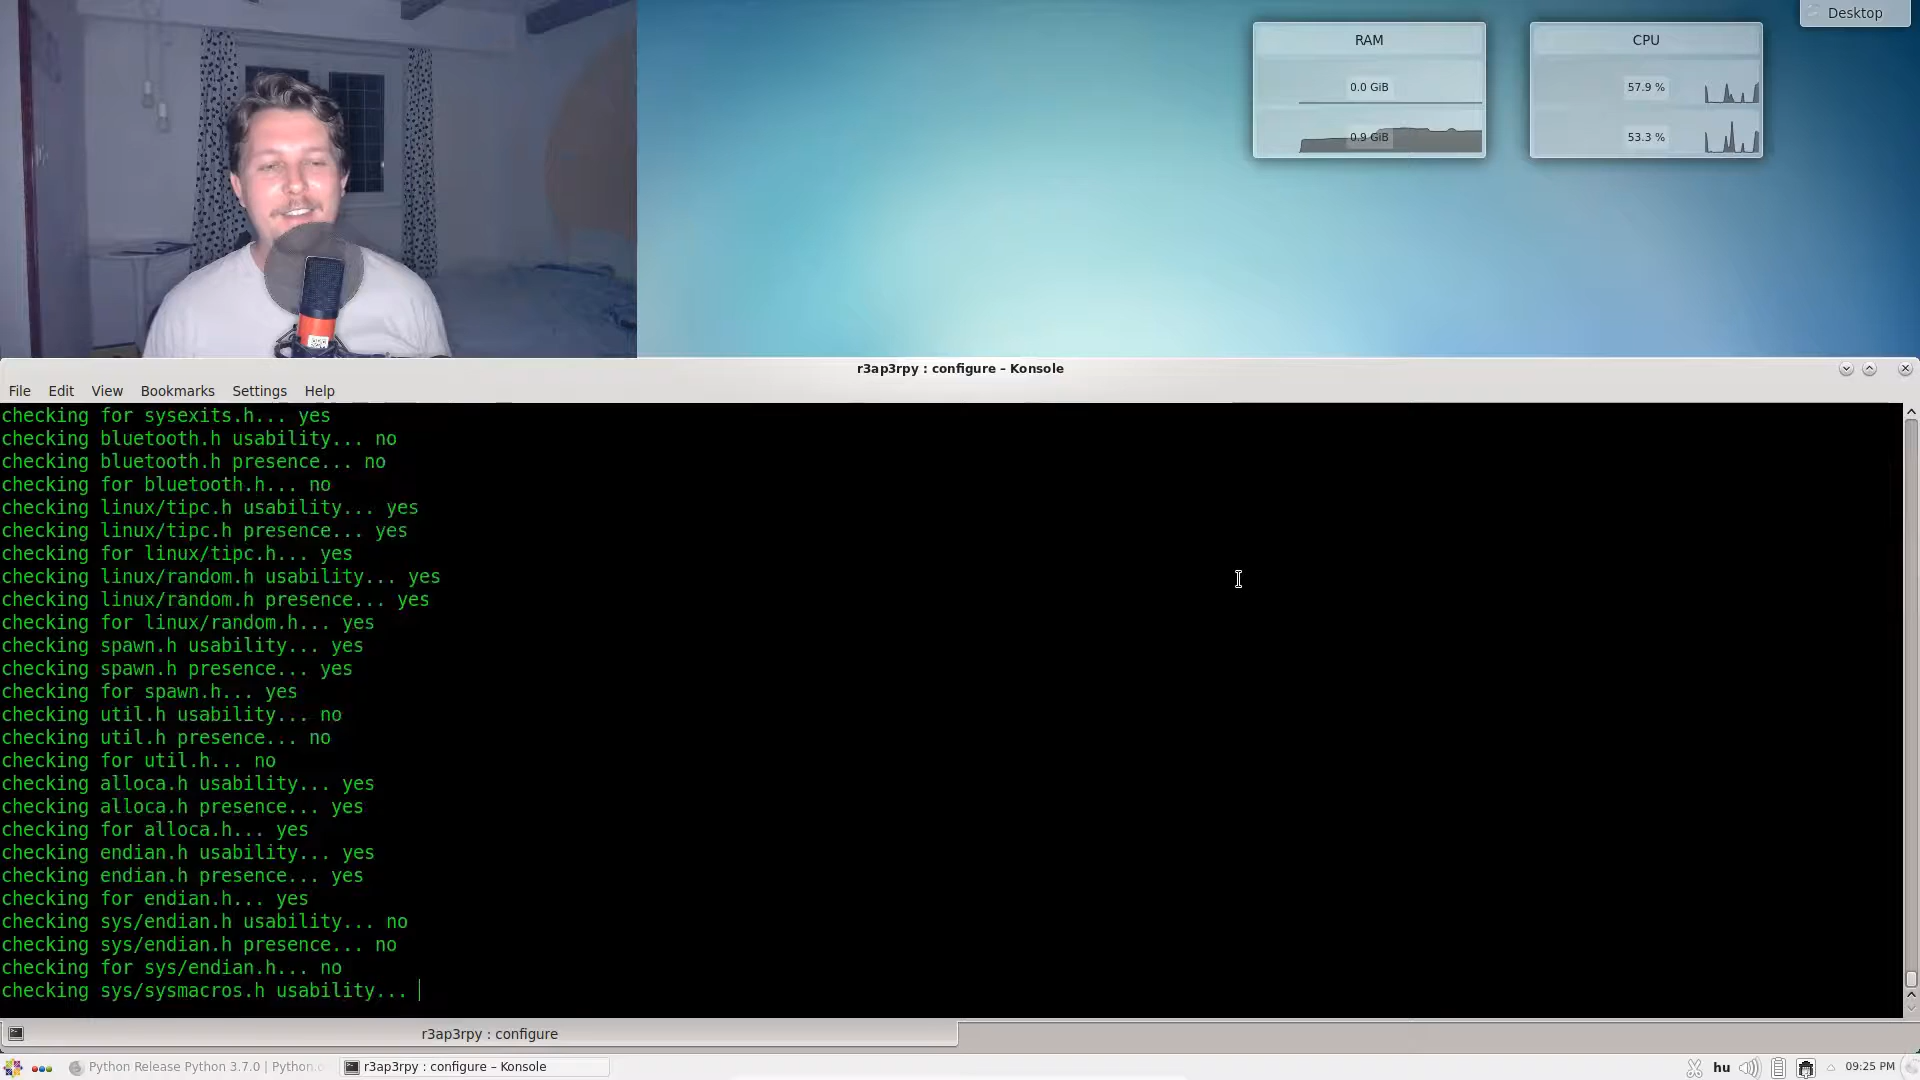 Desktop
RAM
CPU
0.0 GiB
57.9 %
0.9 GiB
53.3 %
r3ap3rpy : configure – Konsole
File Edit View Bookmarks Settings Help
checking for sysexits.h... yes
checking bluetooth.h usability... no
checking bluetooth.h presence... no
checking for bluetooth.h... no
checking linux/tipc.h usability... yes
checking linux/tipc.h presence... yes
checking for linux/tipc.h... yes
checking linux/random.h usability... yes
checking linux/random.h presence... yes
checking for linux/random.h... yes
checking spawn.h usability... yes
checking spawn.h presence... yes
checking for spawn.h... yes
checking util.h usability... no
checking util.h presence... no
checking for util.h... no
checking alloca.h usability... yes
checking alloca.h presence... yes
checking for alloca.h... yes
checking endian.h usability... yes
checking endian.h presence... yes
checking for endian.h... yes
checking sys/endian.h usability... no
checking sys/endian.h presence... no
checking for sys/endian.h... no
checking sys/sysmacros.h usability...
r3ap3rpy : configure
Python Release Python 3.7.0 | Python.o
r3ap3rpy : configure – Konsole
hu
09:25 PM